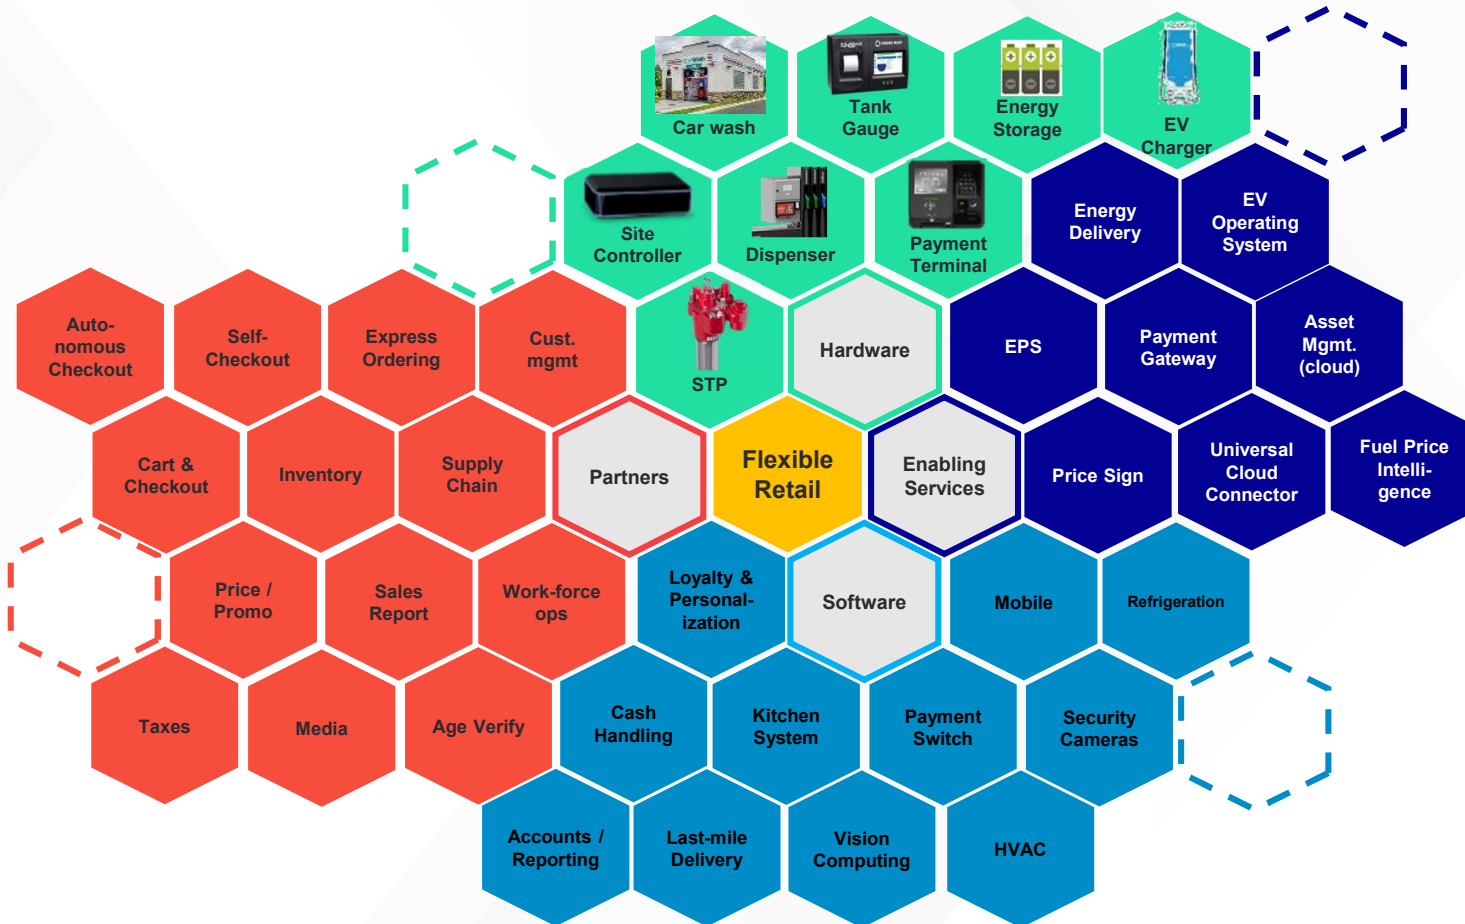 Car wash
Tank
Gauge
Energy
Storage
EV
Charger
Site
Controller
Dispenser
Payment
Terminal
Energy
Delivery
EV
Operating
System
Auto-
nomous
Checkout
Self-
Checkout
Express
Ordering
Cust.
mgmt
STP
Hardware
EPS
Payment
Gateway
Asset
Mgmt.
(cloud)
Cart &
Checkout
Inventory
Supply
Chain
Partners
Flexible
Retail
Enabling
Services
Price Sign
Universal
Cloud
Connector
Fuel Price
Intelli-
gence
Price /
Promo
Sales
Report
Work-force
ops
Loyalty &
Personal-
ization
Software
Mobile
Refrigeration
Taxes
Media
Age Verify
Cash
Handling
Kitchen
System
Payment
Switch
Security
Cameras
Accounts /
Reporting
Last-mile
Delivery
Vision
Computing
HVAC